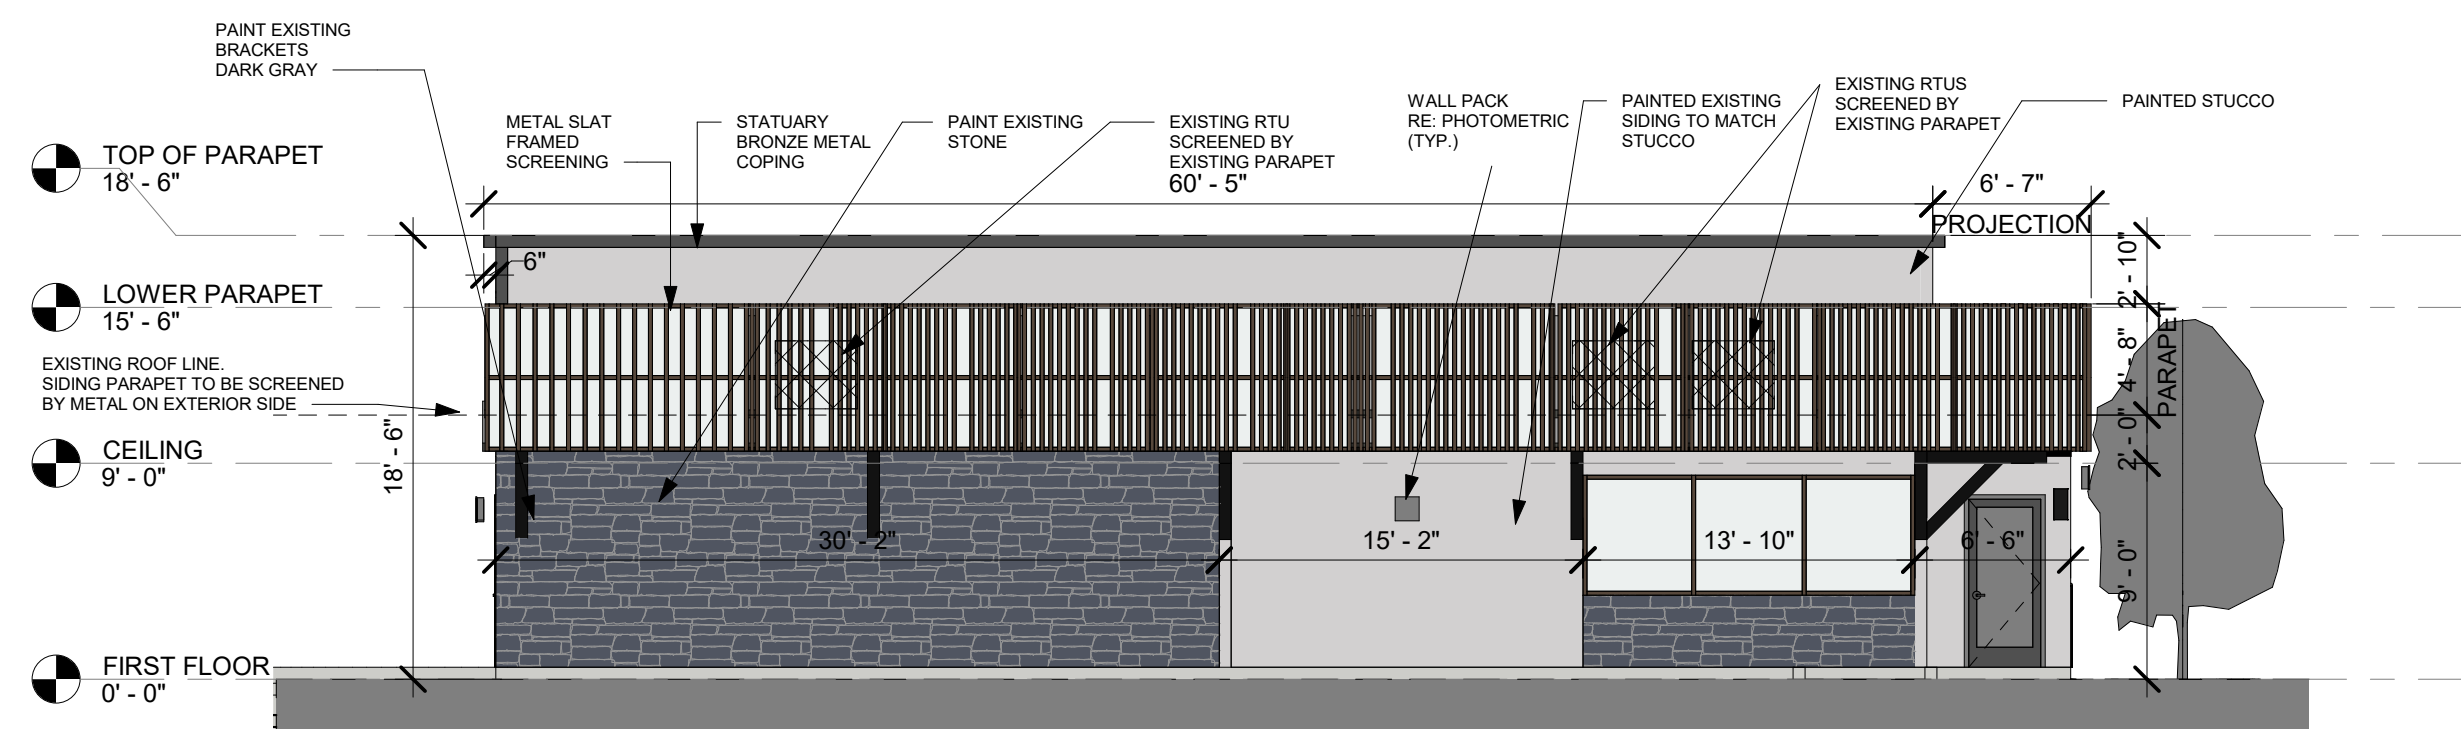 PAINT EXISTING
BRACKETS
DARK GRAY
METAL SLAT
FRAMED
SCREENING
STATUARY
BRONZE METAL
COPING
PAINT EXISTING
STONE
EXISTING RTU
SCREENED BY
EXISTING PARAPET
60' - 5"
WALL PACK
RE: PHOTOMETRIC
(TYP.)
PAINTED EXISTING
SIDING TO MATCH
STUCCO
EXISTING RTUS
SCREENED BY
EXISTING PARAPET
PAINTED STUCCO
6' - 7"
PROJECTION
TOP OF PARAPET
18' - 6"
6"
2' - 10"
LOWER PARAPET
15' - 6"
EXISTING ROOF LINE.
SIDING PARAPET TO BE SCREENED
BY METAL ON EXTERIOR SIDE
4' - 8"
PARAPET
CEILING
9' - 0"
18' - 6"
2' - 0"
30' - 2"
15' - 2"
13' - 10"
6' - 6"
9' - 0"
FIRST FLOOR
0' - 0"